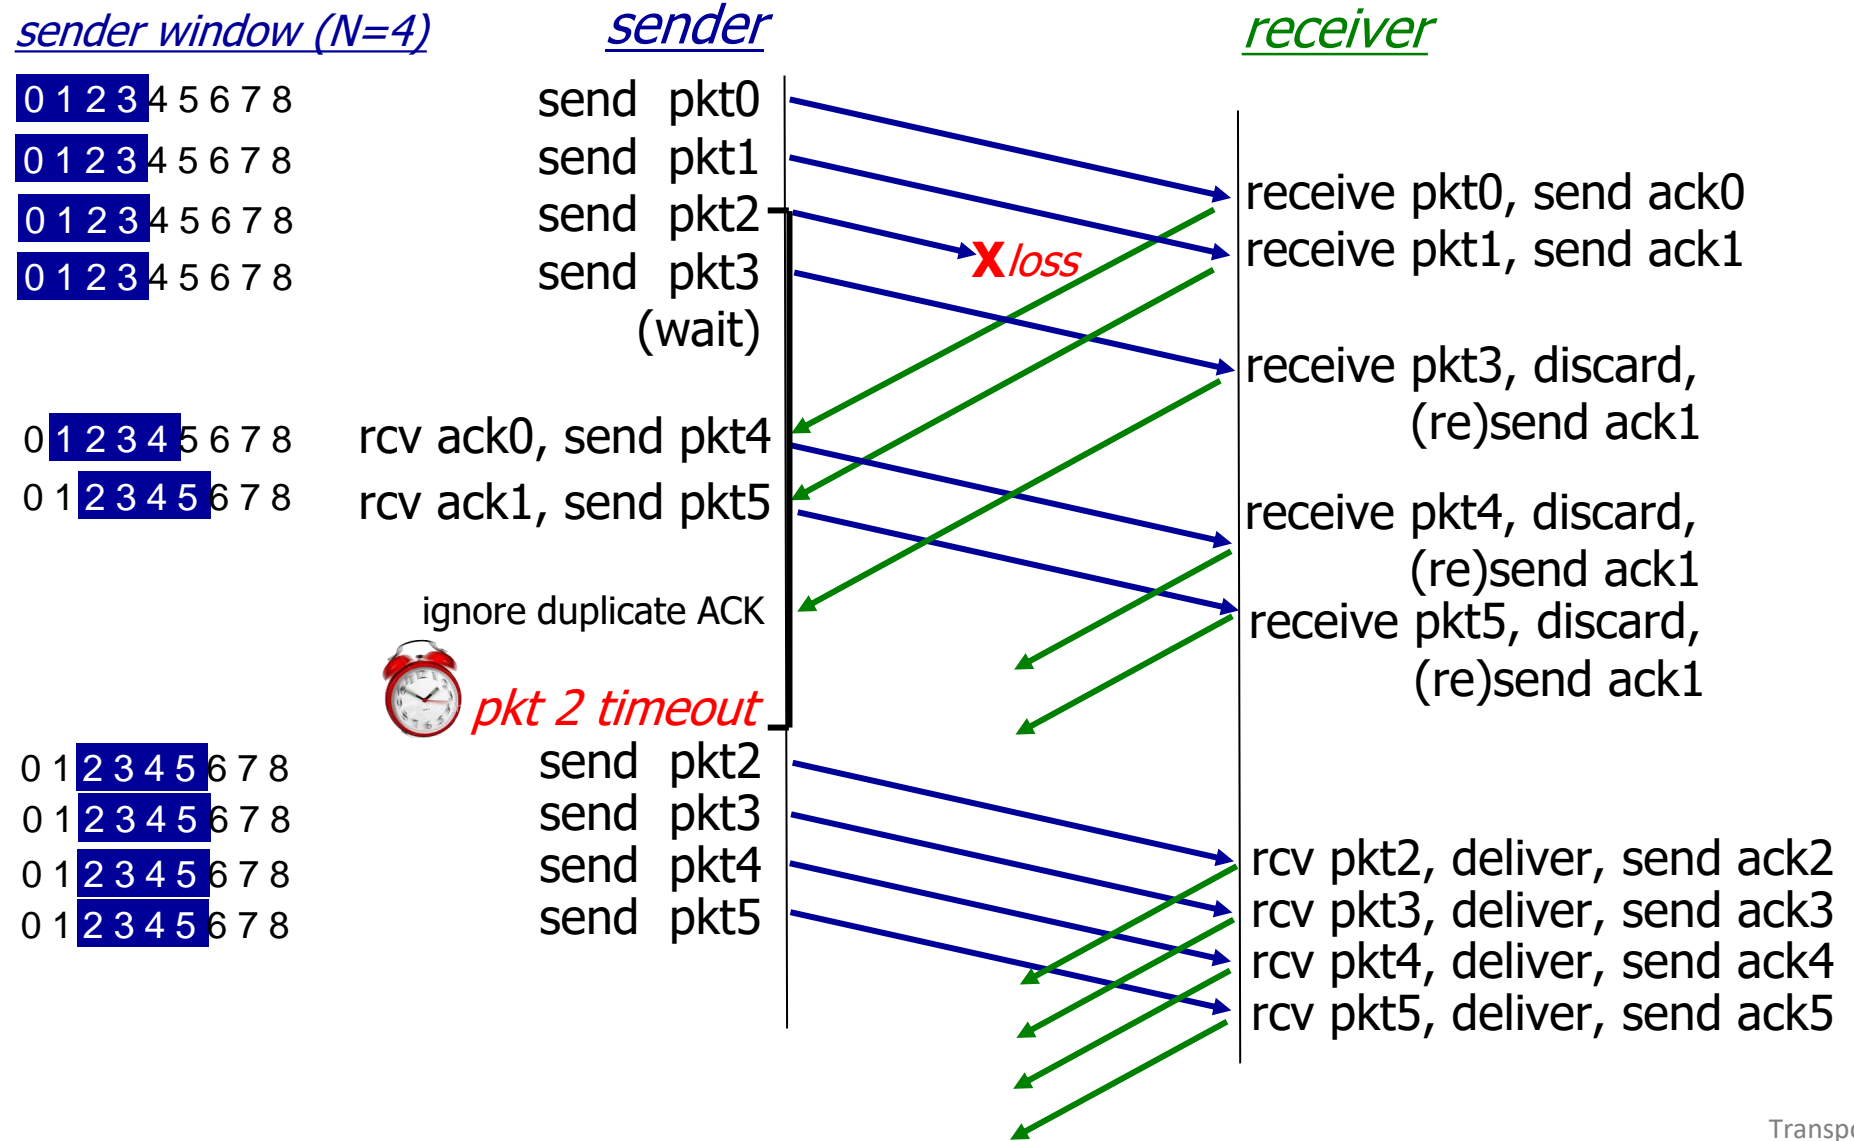 sender window (N=4)
sender
receiver
0 1 2 3 4 5 6 7 8
send pkt0
0 1 2 3 4 5 6 7 8
send pkt1
0 1 2 3 4 5 6 7 8
send pkt2
0 1 2 3 4 5 6 7 8
send pkt3
(wait)
X loss
receive pkt0, send ack0
receive pkt1, send ack1
receive pkt3, discard,
(re)send ack1
0 1 2 3 4 5 6 7 8
rcv ack0, send pkt4
0 1 2 3 4 5 6 7 8
rcv ack1, send pkt5
receive pkt4, discard,
(re)send ack1
ignore duplicate ACK
receive pkt5, discard,
(re)send ack1
pkt 2 timeout
0 1 2 3 4 5 6 7 8
send pkt2
0 1 2 3 4 5 6 7 8
send pkt3
0 1 2 3 4 5 6 7 8
send pkt4
0 1 2 3 4 5 6 7 8
send pkt5
rcv pkt2, deliver, send ack2
rcv pkt3, deliver, send ack3
rcv pkt4, deliver, send ack4
rcv pkt5, deliver, send ack5